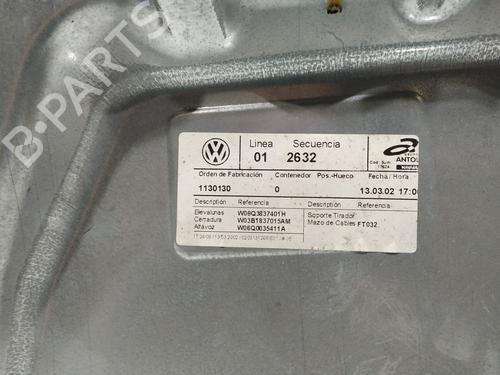 B-PARTS
Linea Secuencia
01 2632
Orden de Fabricación Contenedor Pos.-Hueco Fecha / Hora
1130130 0 13.03.02 17:0
Descripción Referencia Descripción Referencia
Elevalunas W06Q3837401H
Cerradura W03B1837015AM
Altavoz W06Q0035411A
Soporte Tirador
Mazo de Cables FT032